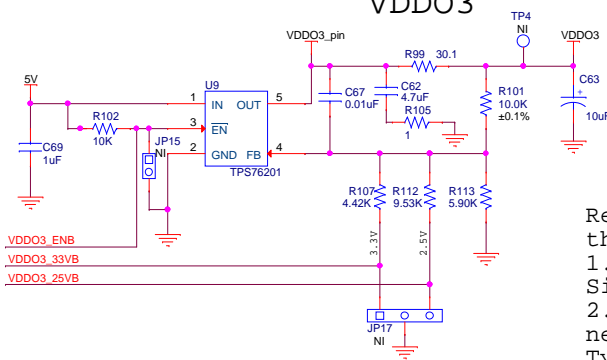 VDDO3
TP4
NI
VDDO3_pin
VDDO3
R99 30.1
5V
U9
C67
0.01uF
C62
4.7uF
R101
10.0K
±0.1%
C63
+
10uF
1 IN OUT 5
R102
10K
3 EN
R105
1
JP15
NI
2 GND FB 4
TPS76201
C69
1uF
R107
4.42K
R112
9.53K
R113
5.90K
3.3V
2.5V
VDDO3_ENB
VDDO3_33VB
VDDO3_25VB
JP17
NI
Re
th
1.
Si
2.
ne
Ty